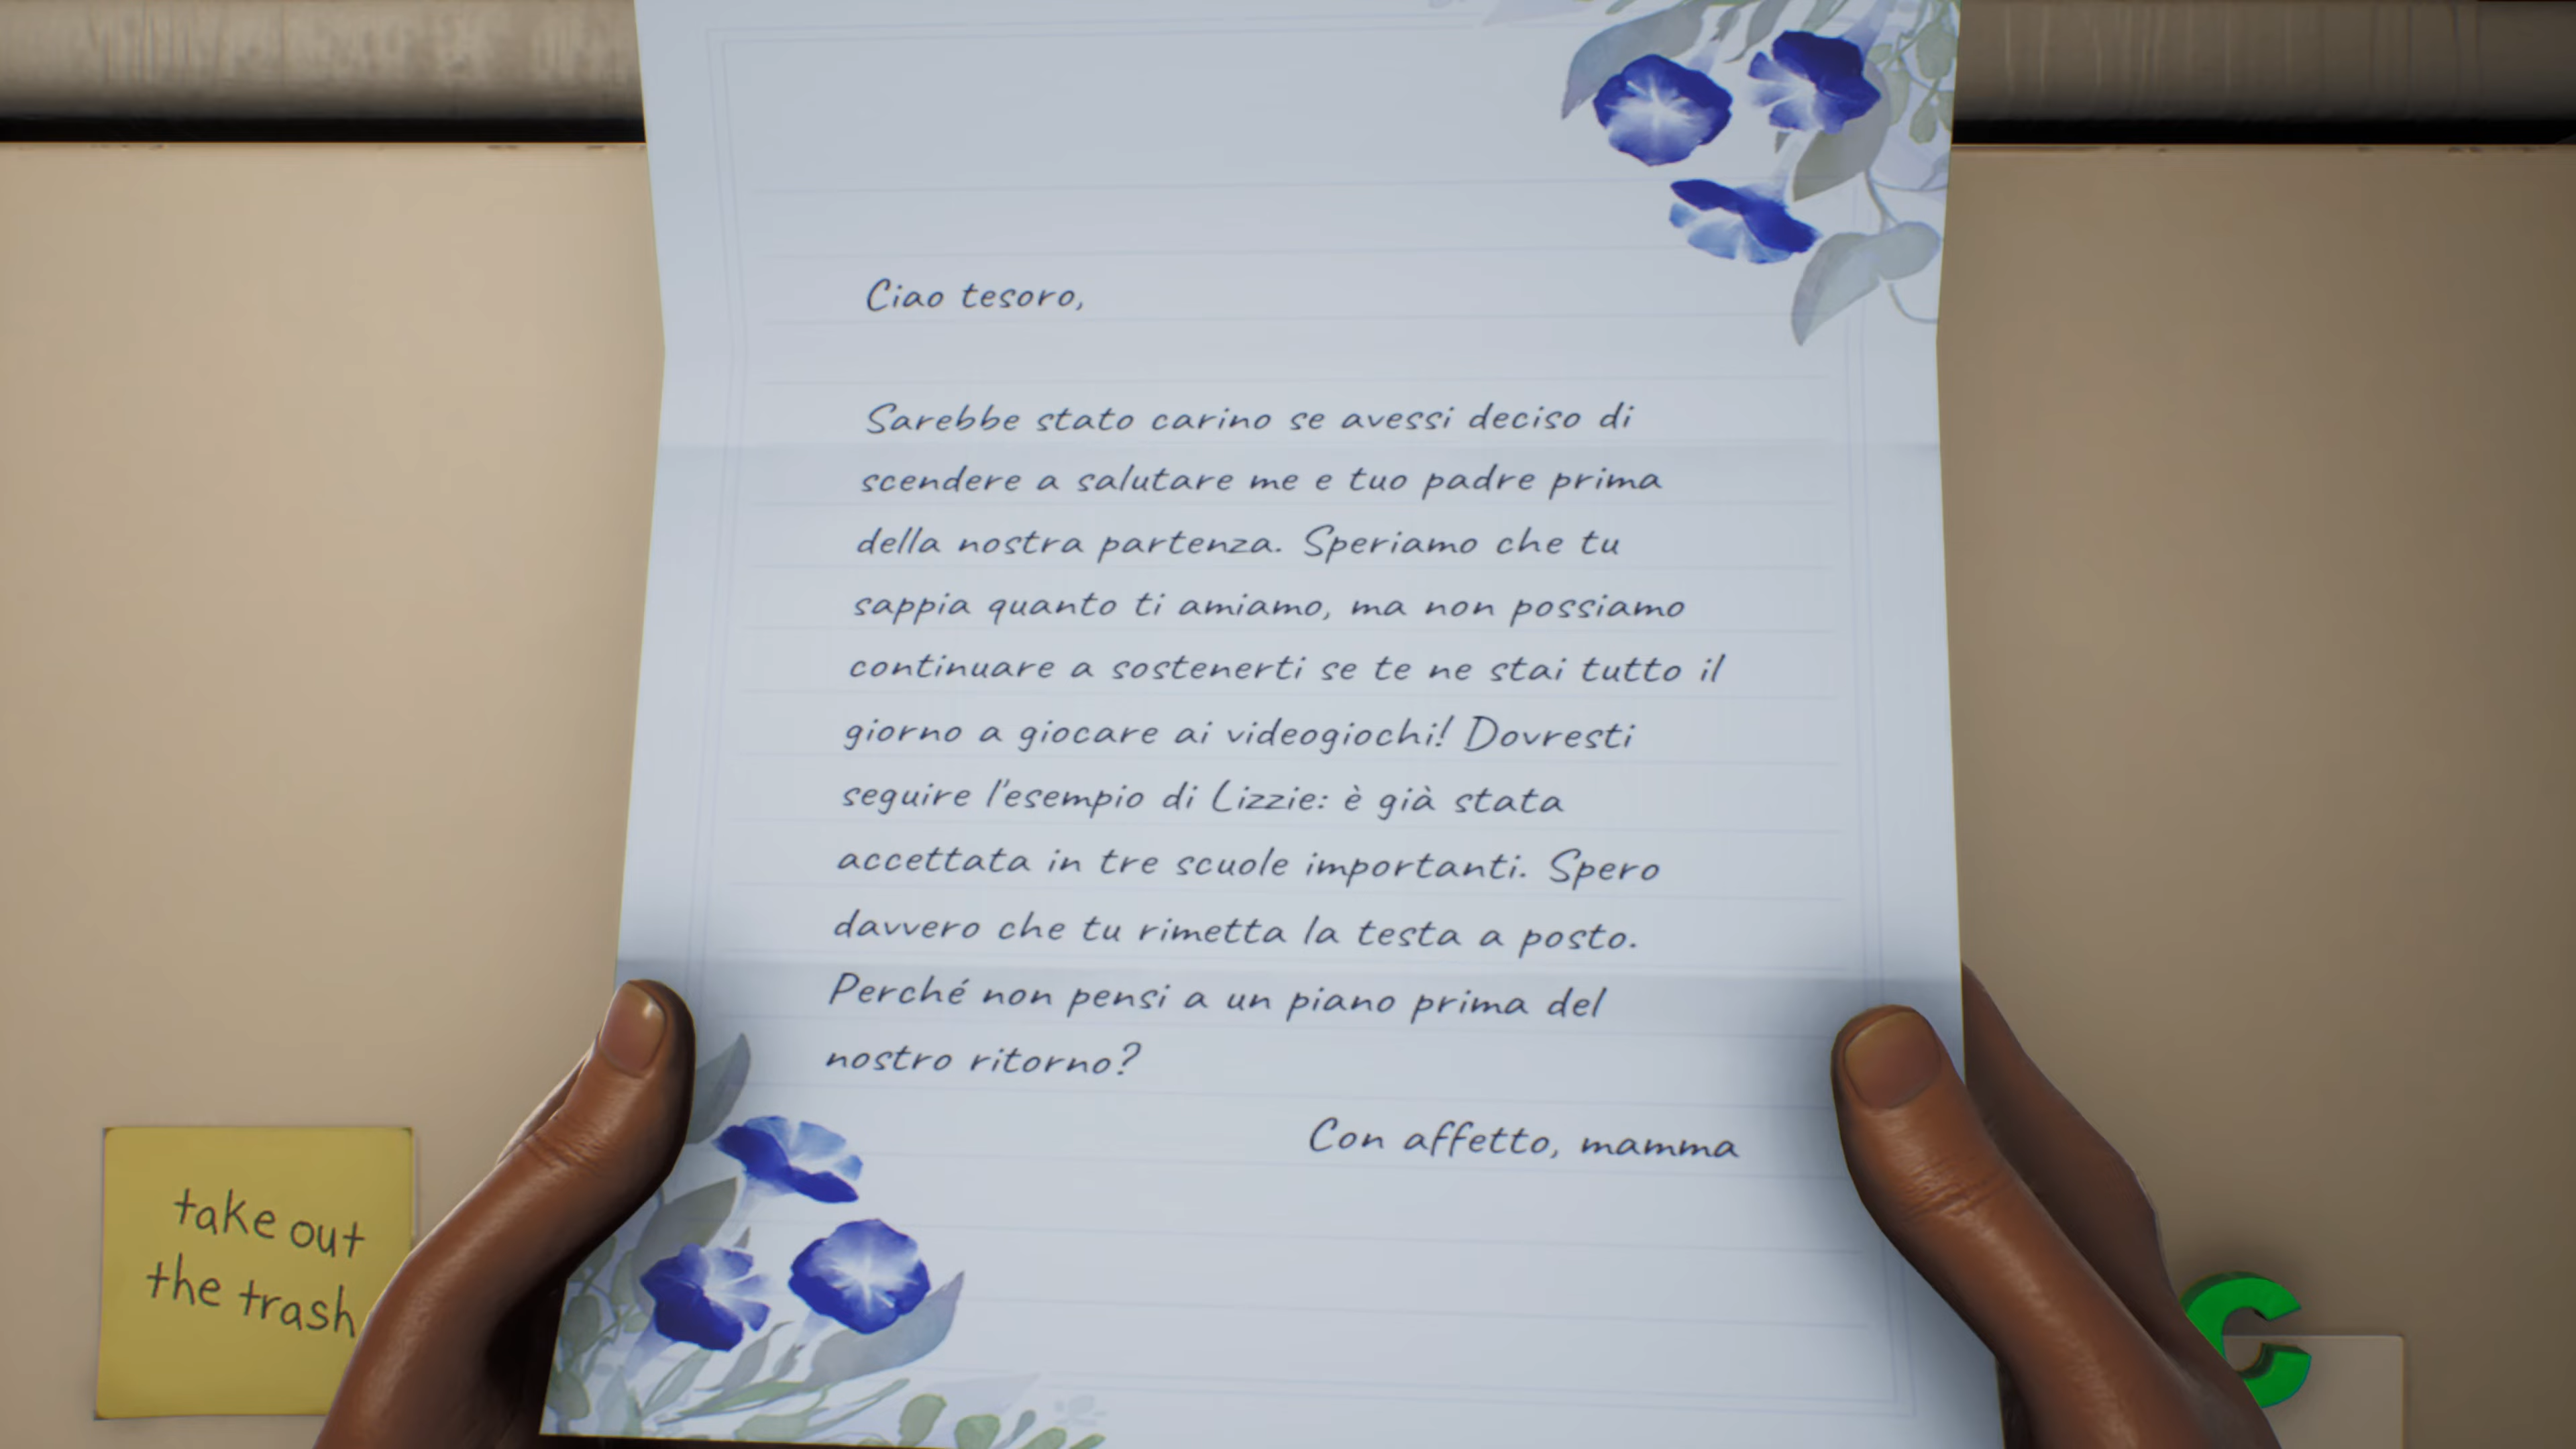 Ciao tesoro,
Sarebbe stato carino se avessi deciso di
scendere a salutare me e tuo padre prima
della nostra partenza. Speriamo che tu
sappia quanto ti amiamo, ma non possiamo
continuare a sostenerti se te ne stai tutto il
giorno a giocare ai videogiochi! Dovresti
seguire l'esempio di Lizzie: è già stata
accettata in tre scuole importanti. Spero
davvero che tu rimetta la testa a posto.
Perché non pensi a un piano prima del
nostro ritorno?
Con affetto, mamma
take out
the trash
C